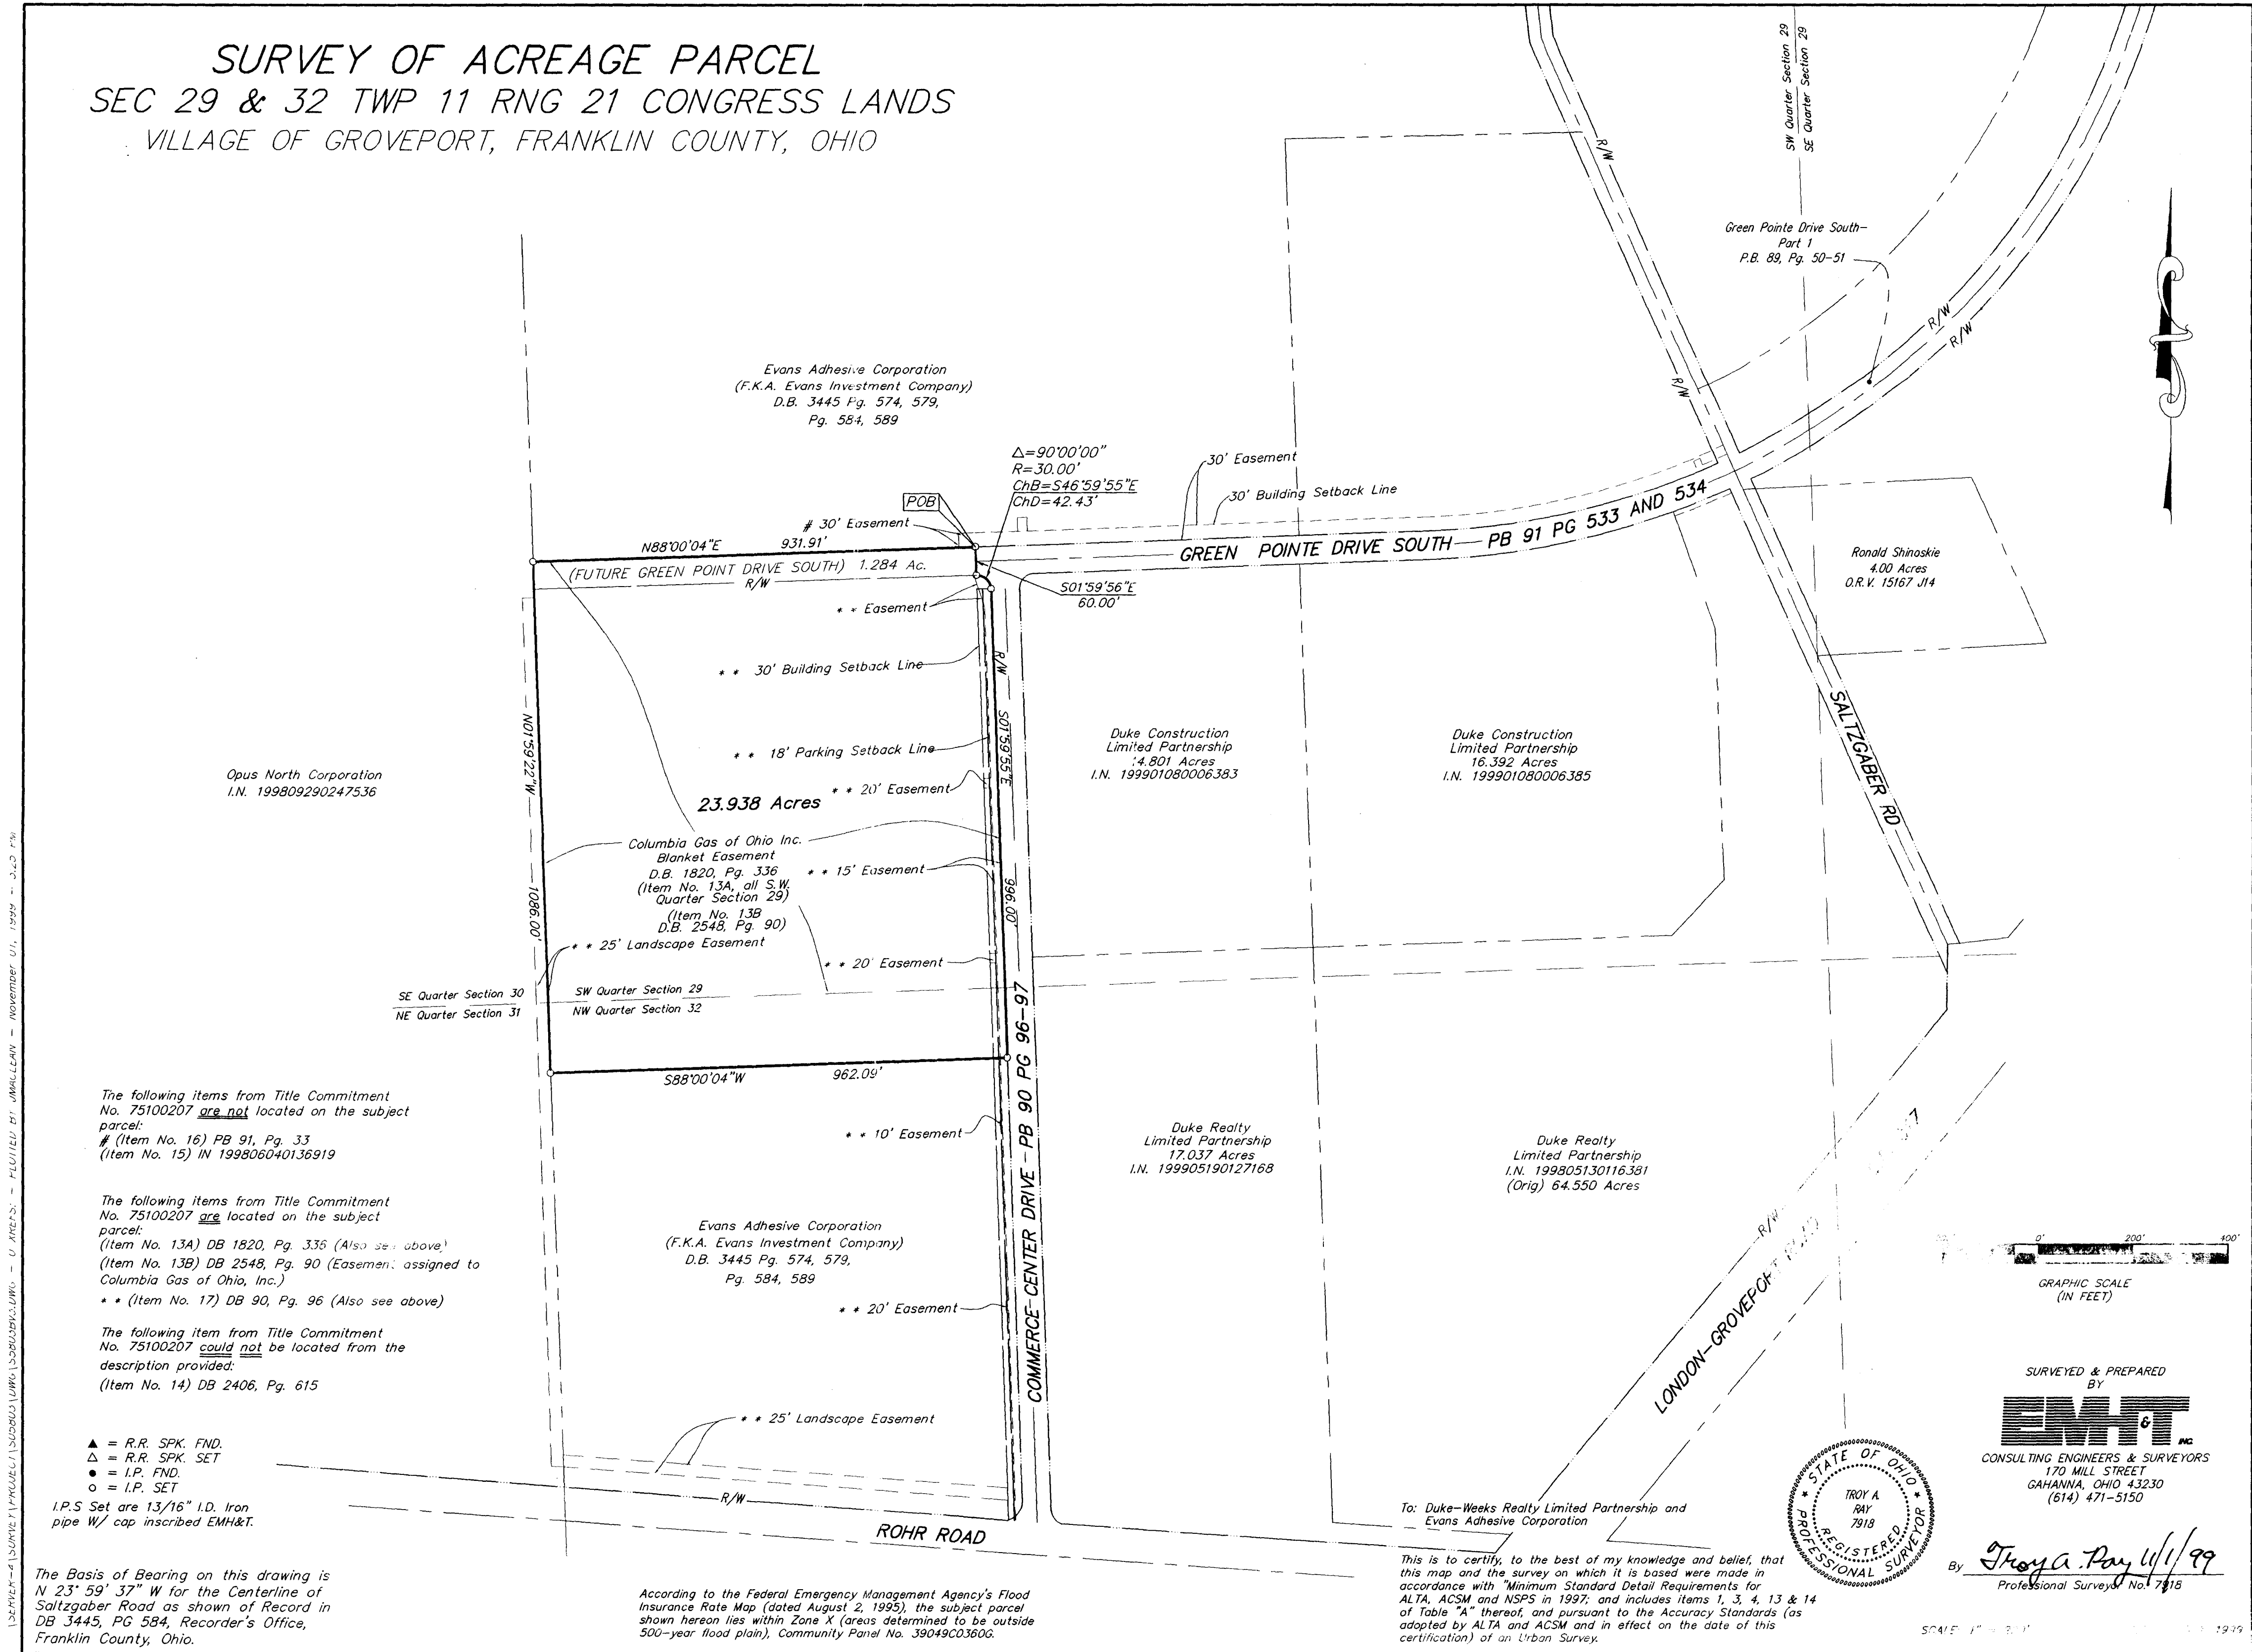 SURVEY OF ACREAGE PARCEL
SEC 29 & 32 TWP 11 RNG 21 CONGRESS LANDS
VILLAGE OF GROVEPORT, FRANKLIN COUNTY, OHIO
SW Quarter Section 29
SE Quarter Section 29
R/W
Green Pointe Drive South-
Part 1
P.B. 89, Pg. 50-51
R/W
R/W
R/W
Evans Adhesive Corporation
(F.K.A. Evans Investment Company)
D.B. 3445 Pg. 574, 579,
Pg. 584, 589
Δ=90°00'00"
R=30.00'
ChB=S46°59'55"E
ChD=42.43'
30' Easement
30' Building Setback Line
POB
# 30' Easement
N88°00'04"E 931.91'
(FUTURE GREEN POINT DRIVE SOUTH) 1.284 Ac.
R/W
GREEN POINTE DRIVE SOUTH — PB 91 PG 533 AND 534
S01°59'56"E
60.00'
Ronald Shinoskie
4.00 Acres
O.R.V. 15167 J14
* * Easement
* * 30' Building Setback Line
R/W
N01°59'22"W
1086.00'
S01°59'55"E
996.00'
SALTZGABER RD
* * 18' Parking Setback Line
* * 20' Easement
23.938 Acres
Opus North Corporation
I.N. 199809290247536
Duke Construction
Limited Partnership
4.801 Acres
I.N. 199901080006383
Duke Construction
Limited Partnership
16.392 Acres
I.N. 199901080006385
Columbia Gas of Ohio Inc.
Blanket Easement
D.B. 1820, Pg. 336
(Item No. 13A, all S.W.
Quarter Section 29)
(Item No. 13B
D.B. 2548, Pg. 90)
* * 15' Easement
* * 25' Landscape Easement
* * 20' Easement
SE Quarter Section 30
NE Quarter Section 31
SW Quarter Section 29
NW Quarter Section 32
S88°00'04"W 962.09'
COMMERCE CENTER DRIVE - PB 90 PG 96-97
* * 10' Easement
Duke Realty
Limited Partnership
17.037 Acres
I.N. 199905190127168
Duke Realty
Limited Partnership
I.N. 199805130116381
(Orig) 64.550 Acres
The following items from Title Commitment
No. 75100207 are not located on the subject
parcel:
# (Item No. 16) PB 91, Pg. 33
(Item No. 15) IN 199806040136919
The following items from Title Commitment
No. 75100207 are located on the subject
parcel:
(Item No. 13A) DB 1820, Pg. 336 (Also see above)
(Item No. 13B) DB 2548, Pg. 90 (Easement assigned to
Columbia Gas of Ohio, Inc.)
* * (Item No. 17) DB 90, Pg. 96 (Also see above)
The following item from Title Commitment
No. 75100207 could not be located from the
description provided:
(Item No. 14) DB 2406, Pg. 615
Evans Adhesive Corporation
(F.K.A. Evans Investment Company)
D.B. 3445 Pg. 574, 579,
Pg. 584, 589
* * 20' Easement
* * 25' Landscape Easement
R/W
LONDON-GROVEPORT ROAD
0' 200' 400'
GRAPHIC SCALE
(IN FEET)
▲ = R.R. SPK. FND.
△ = R.R. SPK. SET
● = I.P. FND.
○ = I.P. SET
I.P.S Set are 13/16" I.D. Iron
pipe W/ cap inscribed EMH&T.
R/W
ROHR ROAD
The Basis of Bearing on this drawing is
N 23° 59' 37" W for the Centerline of
Saltzgaber Road as shown of Record in
DB 3445, PG 584, Recorder's Office,
Franklin County, Ohio.
According to the Federal Emergency Management Agency's Flood
Insurance Rate Map (dated August 2, 1995), the subject parcel
shown hereon lies within Zone X (areas determined to be outside
500-year flood plain), Community Panel No. 39049C0360G.
To: Duke-Weeks Realty Limited Partnership and
Evans Adhesive Corporation
This is to certify, to the best of my knowledge and belief, that
this map and the survey on which it is based were made in
accordance with "Minimum Standard Detail Requirements for
ALTA, ACSM and NSPS in 1997; and includes items 1, 3, 4, 13 & 14
of Table "A" thereof, and pursuant to the Accuracy Standards (as
adopted by ALTA and ACSM and in effect on the date of this
certification) of an Urban Survey.
STATE OF OHIO
TROY A.
RAY
7918
REGISTERED
PROFESSIONAL SURVEYOR
SURVEYED & PREPARED
BY
EMH&T INC.
CONSULTING ENGINEERS & SURVEYORS
170 MILL STREET
GAHANNA, OHIO 43230
(614) 471-5150
By Troy A. Ray 11/1/99
Professional Surveyor No. 7918